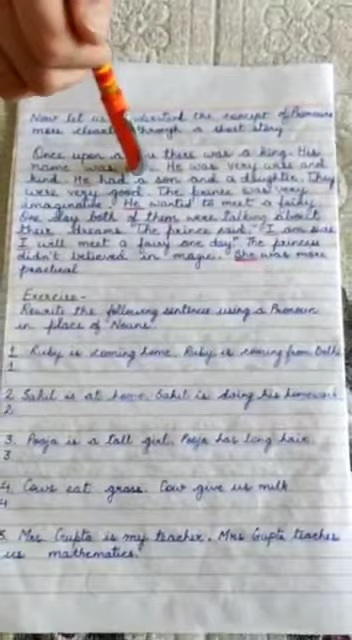 Now let us understand the concept of Pronouns
more clearly through a short story
Once upon a there was a king. His
name was He was very wise and
kind. He had a son and a daughter. They
were very good. The prince was very
imaginative. He wanted to meet a fairy.
One day both of them were talking about
their dreams. The prince said, "I am sure
I will meet a fairy one day" The princess
didn't believed in magic. She was more
practical
Exercise -
Rewrite the following sentence using a Pronoun
in place of Nouns.
1. Ruby is coming home. Ruby is coming from Delhi
1
2. Sahil is at home. Sahil is doing his homework.
2.
3. Pooja is a tall girl. Pooja has long hair.
3
4. Cows eat grass. Cow give us milk
4
5. Mrs Gupta is my teacher. Mrs Gupta teaches
us mathematics.